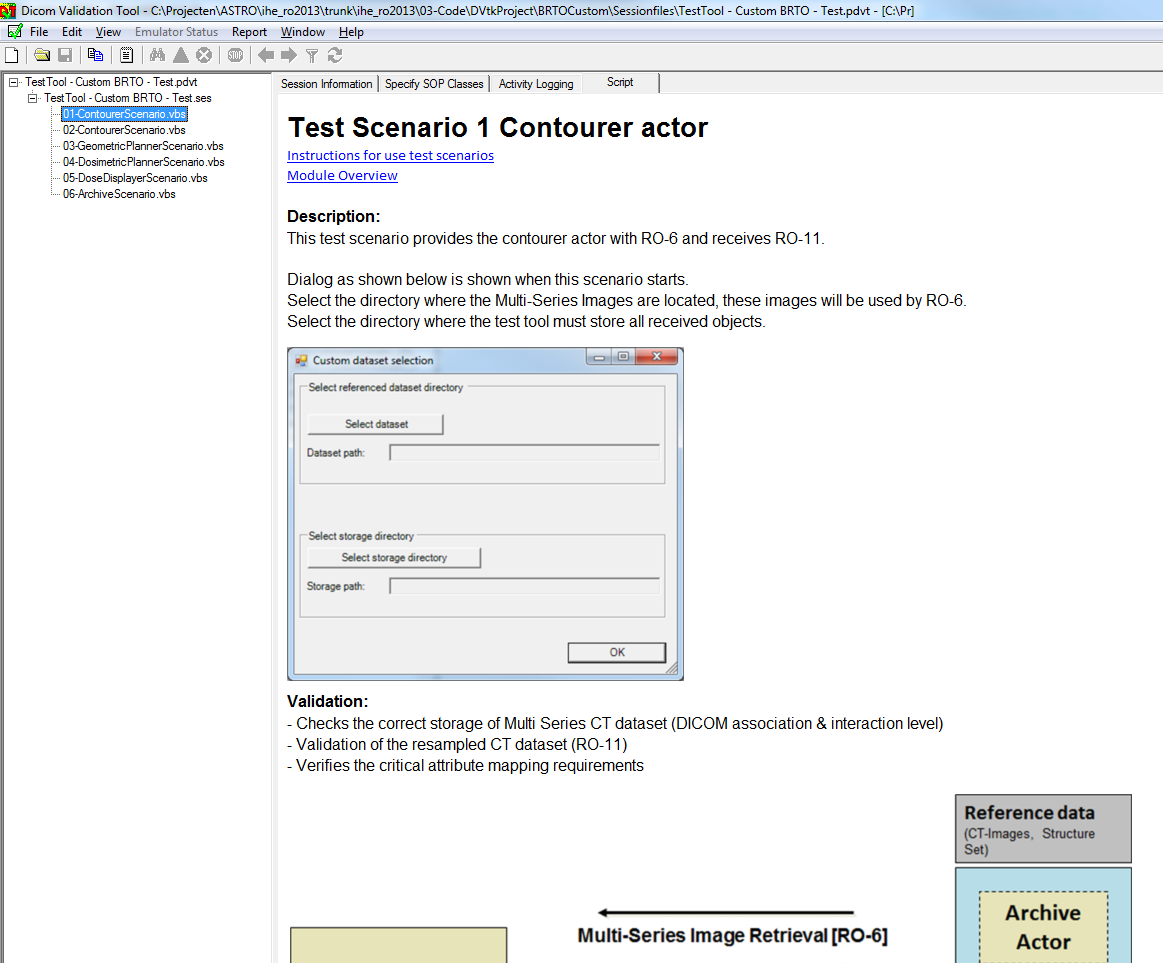 Dicom Validation Tool - C:\Projecten\ASTRO\ihe_ro2013\trunk\ihe_ro2013\03-Code\DVtkProject\BRTOCustom\Sessionfiles\TestTool - Custom BRTO - Test.pdvt - [C:\Pr]
File Edit View Emulator Status Report Window Help
STOP
TestTool - Custom BRTO - Test.pdvt
TestTool - Custom BRTO - Test.ses
01-ContourerScenario.vbs
02-ContourerScenario.vbs
03-GeometricPlannerScenario.vbs
04-DosimetricPlannerScenario.vbs
05-DoseDisplayerScenario.vbs
06-ArchiveScenario.vbs
Session Information Specify SOP Classes Activity Logging Script
Test Scenario 1 Contourer actor
Instructions for use test scenarios
Module Overview
Description:
This test scenario provides the contourer actor with RO-6 and receives RO-11.
Dialog as shown below is shown when this scenario starts.
Select the directory where the Multi-Series Images are located, these images will be used by RO-6.
Select the directory where the test tool must store all received objects.
Custom dataset selection
Select referenced dataset directory
Select dataset
Dataset path:
Select storage directory
Select storage directory
Storage path:
OK
Validation:
- Checks the correct storage of Multi Series CT dataset (DICOM association & interaction level)
- Validation of the resampled CT dataset (RO-11)
- Verifies the critical attribute mapping requirements
Reference data
(CT-Images, Structure
Set)
Archive
Actor
Multi-Series Image Retrieval [RO-6]